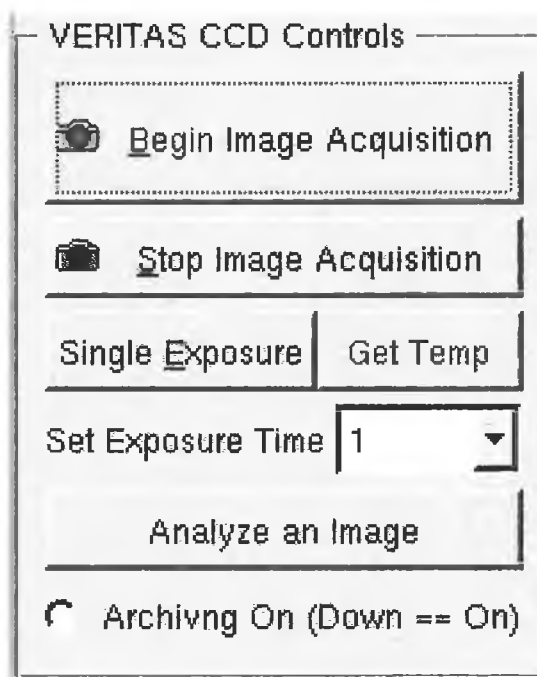 VERITAS CCD Controls
Begin Image Acquisition
Stop Image Acquisition
Single Exposure Get Temp
Set Exposure Time 1
Analyze an Image
Archivng On (Down == On)